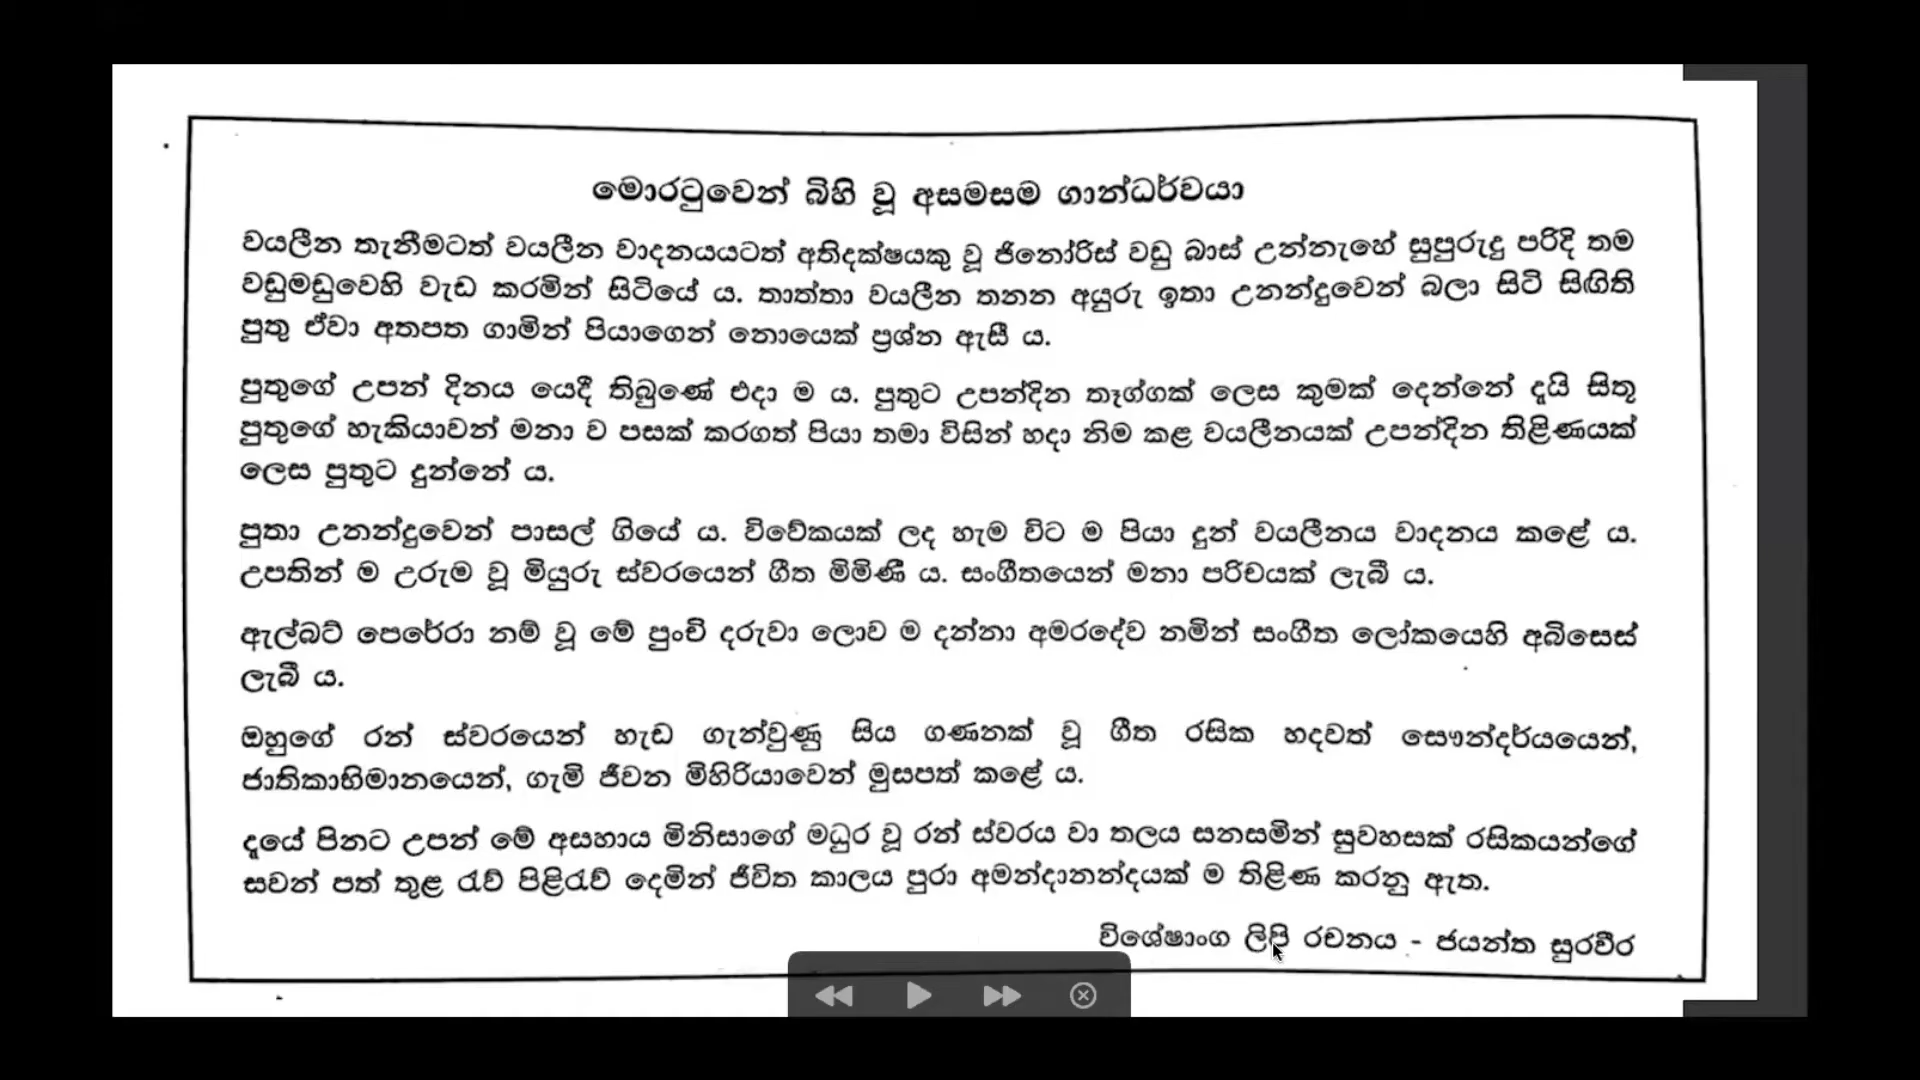 මොරටුවෙන් බිහි වූ අසමසම ගාන්ධර්වයා
වයලීන තැනීමටත් වයලීන වාදනයයටත් අතිදක්ෂයකු වූ ජිනෝරිස් වඩු බාස් උන්නැහේ සුපුරුදු පරිදි තම
වඩුමඩුවෙහි වැඩ කරමින් සිටියේ ය. තාත්තා වයලීන තනන අයුරු ඉතා උනන්දුවෙන් බලා සිටි සිඟිති
පුතු ඒවා අතපත ගාමින් පියාගෙන් නොයෙක් ප්‍රශ්න ඇසී ය.
පුතුගේ උපන් දිනය යෙදී තිබුණේ එදා ම ය. පුතුට උපන්දින තෑග්ගක් ලෙස කුමක් දෙන්නේ දැයි සිතූ
පුතුගේ හැකියාවන් මනා ව පසක් කරගත් පියා තමා විසින් හදා නිම කළ වයලීනයක් උපන්දින තිළිණයක්
ලෙස පුතුට දුන්නේ ය.
පුතා උනන්දුවෙන් පාසල් ගියේ ය. විවේකයක් ලද හැම විට ම පියා දුන් වයලීනය වාදනය කළේ ය.
උපතින් ම උරුම වූ මියුරු ස්වරයෙන් ගීත මිමිණී ය. සංගීතයෙන් මනා පරිචයක් ලැබී ය.
ඇල්බට් පෙරේරා නම් වූ මේ පුංචි දරුවා ලොව ම දන්නා අමරදේව නමින් සංගීත ලෝකයෙහි අබිසෙස්
ලැබී ය.
ඔහුගේ රන් ස්වරයෙන් හැඩ ගැන්වුණු සිය ගණනක් වූ ගීත රසික හදවත් සෞන්දර්යයෙන්,
ජාතිකාභිමානයෙන්, ගැමි ජීවන මිහිරියාවෙන් මුසපත් කළේ ය.
දැයේ පිනට උපන් මේ අසහාය මිනිසාගේ මධුර වූ රන් ස්වරය වා තලය සනසමින් සුවහසක් රසිකයන්ගේ
සවන් පත් තුළ රැව් පිළිරැව් දෙමින් ජීවිත කාලය පුරා අමන්දානන්දයක් ම තිළිණ කරනු ඇත.
විශේෂාංග ලිපි රචනය - ජයන්ත සුරවීර